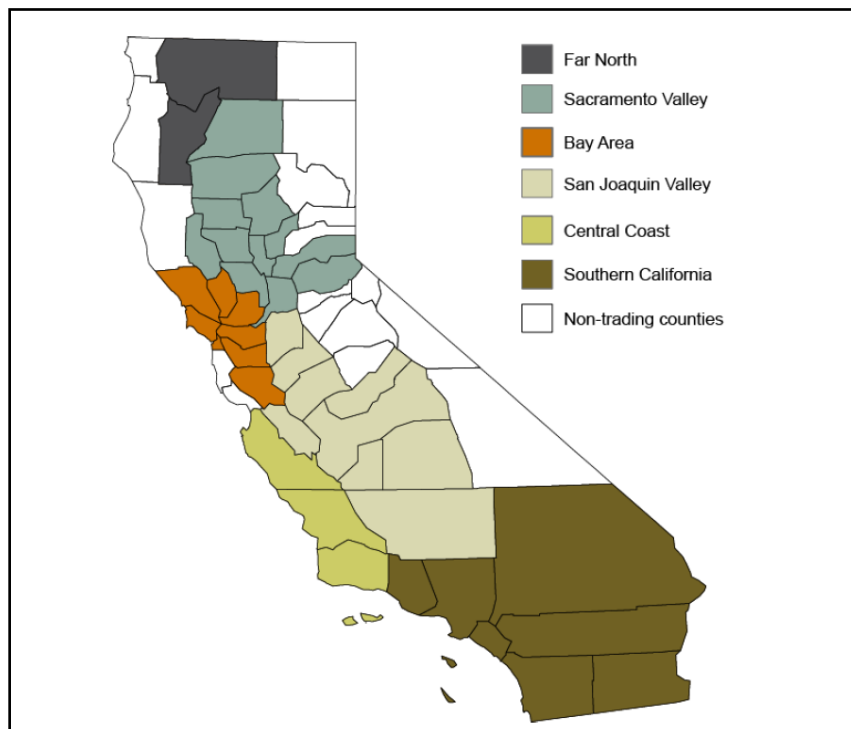 Far North
Sacramento Valley
Bay Area
San Joaquin Valley
Central Coast
Southern California
Non-trading counties